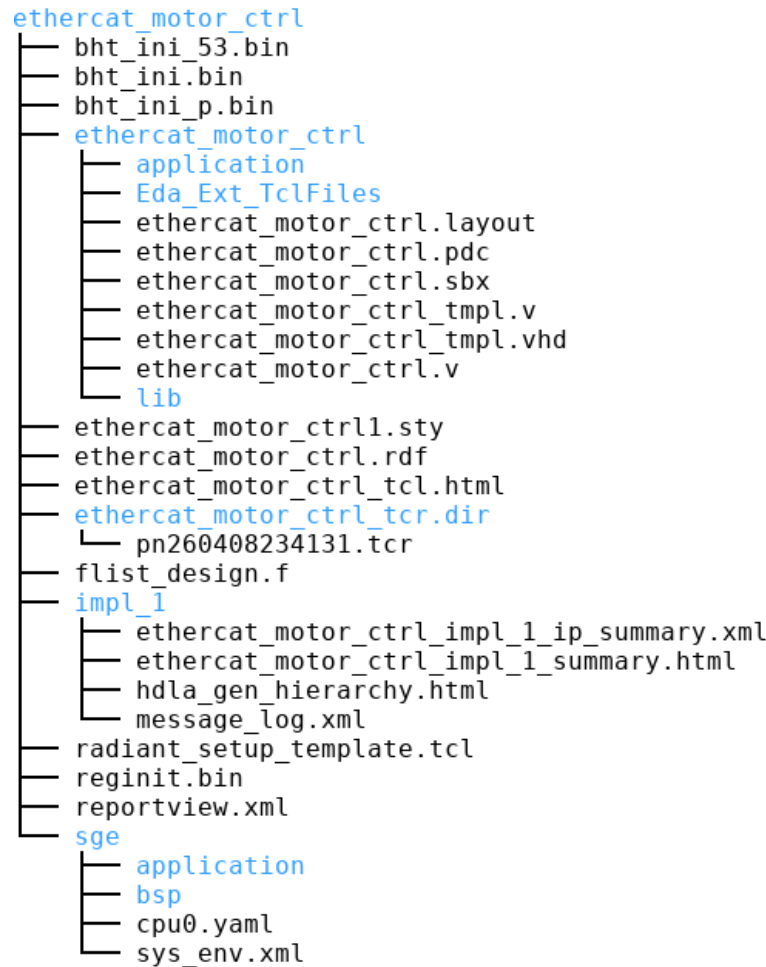 ethercat_motor_ctrl
bht_ini_53.bin
bht_ini.bin
bht_ini_p.bin
ethercat_motor_ctrl
application
Eda_Ext_TclFiles
ethercat_motor_ctrl.layout
ethercat_motor_ctrl.pdc
ethercat_motor_ctrl.sbx
ethercat_motor_ctrl_tmpl.v
ethercat_motor_ctrl_tmpl.vhd
ethercat_motor_ctrl.v
lib
ethercat_motor_ctrl1.sty
ethercat_motor_ctrl.rdf
ethercat_motor_ctrl_tcl.html
ethercat_motor_ctrl_tcr.dir
pn260408234131.tcr
flist_design.f
impl_1
ethercat_motor_ctrl_impl_1_ip_summary.xml
ethercat_motor_ctrl_impl_1_summary.html
hdla_gen_hierarchy.html
message_log.xml
radiant_setup_template.tcl
reginit.bin
reportview.xml
sge
application
bsp
cpu0.yaml
sys_env.xml